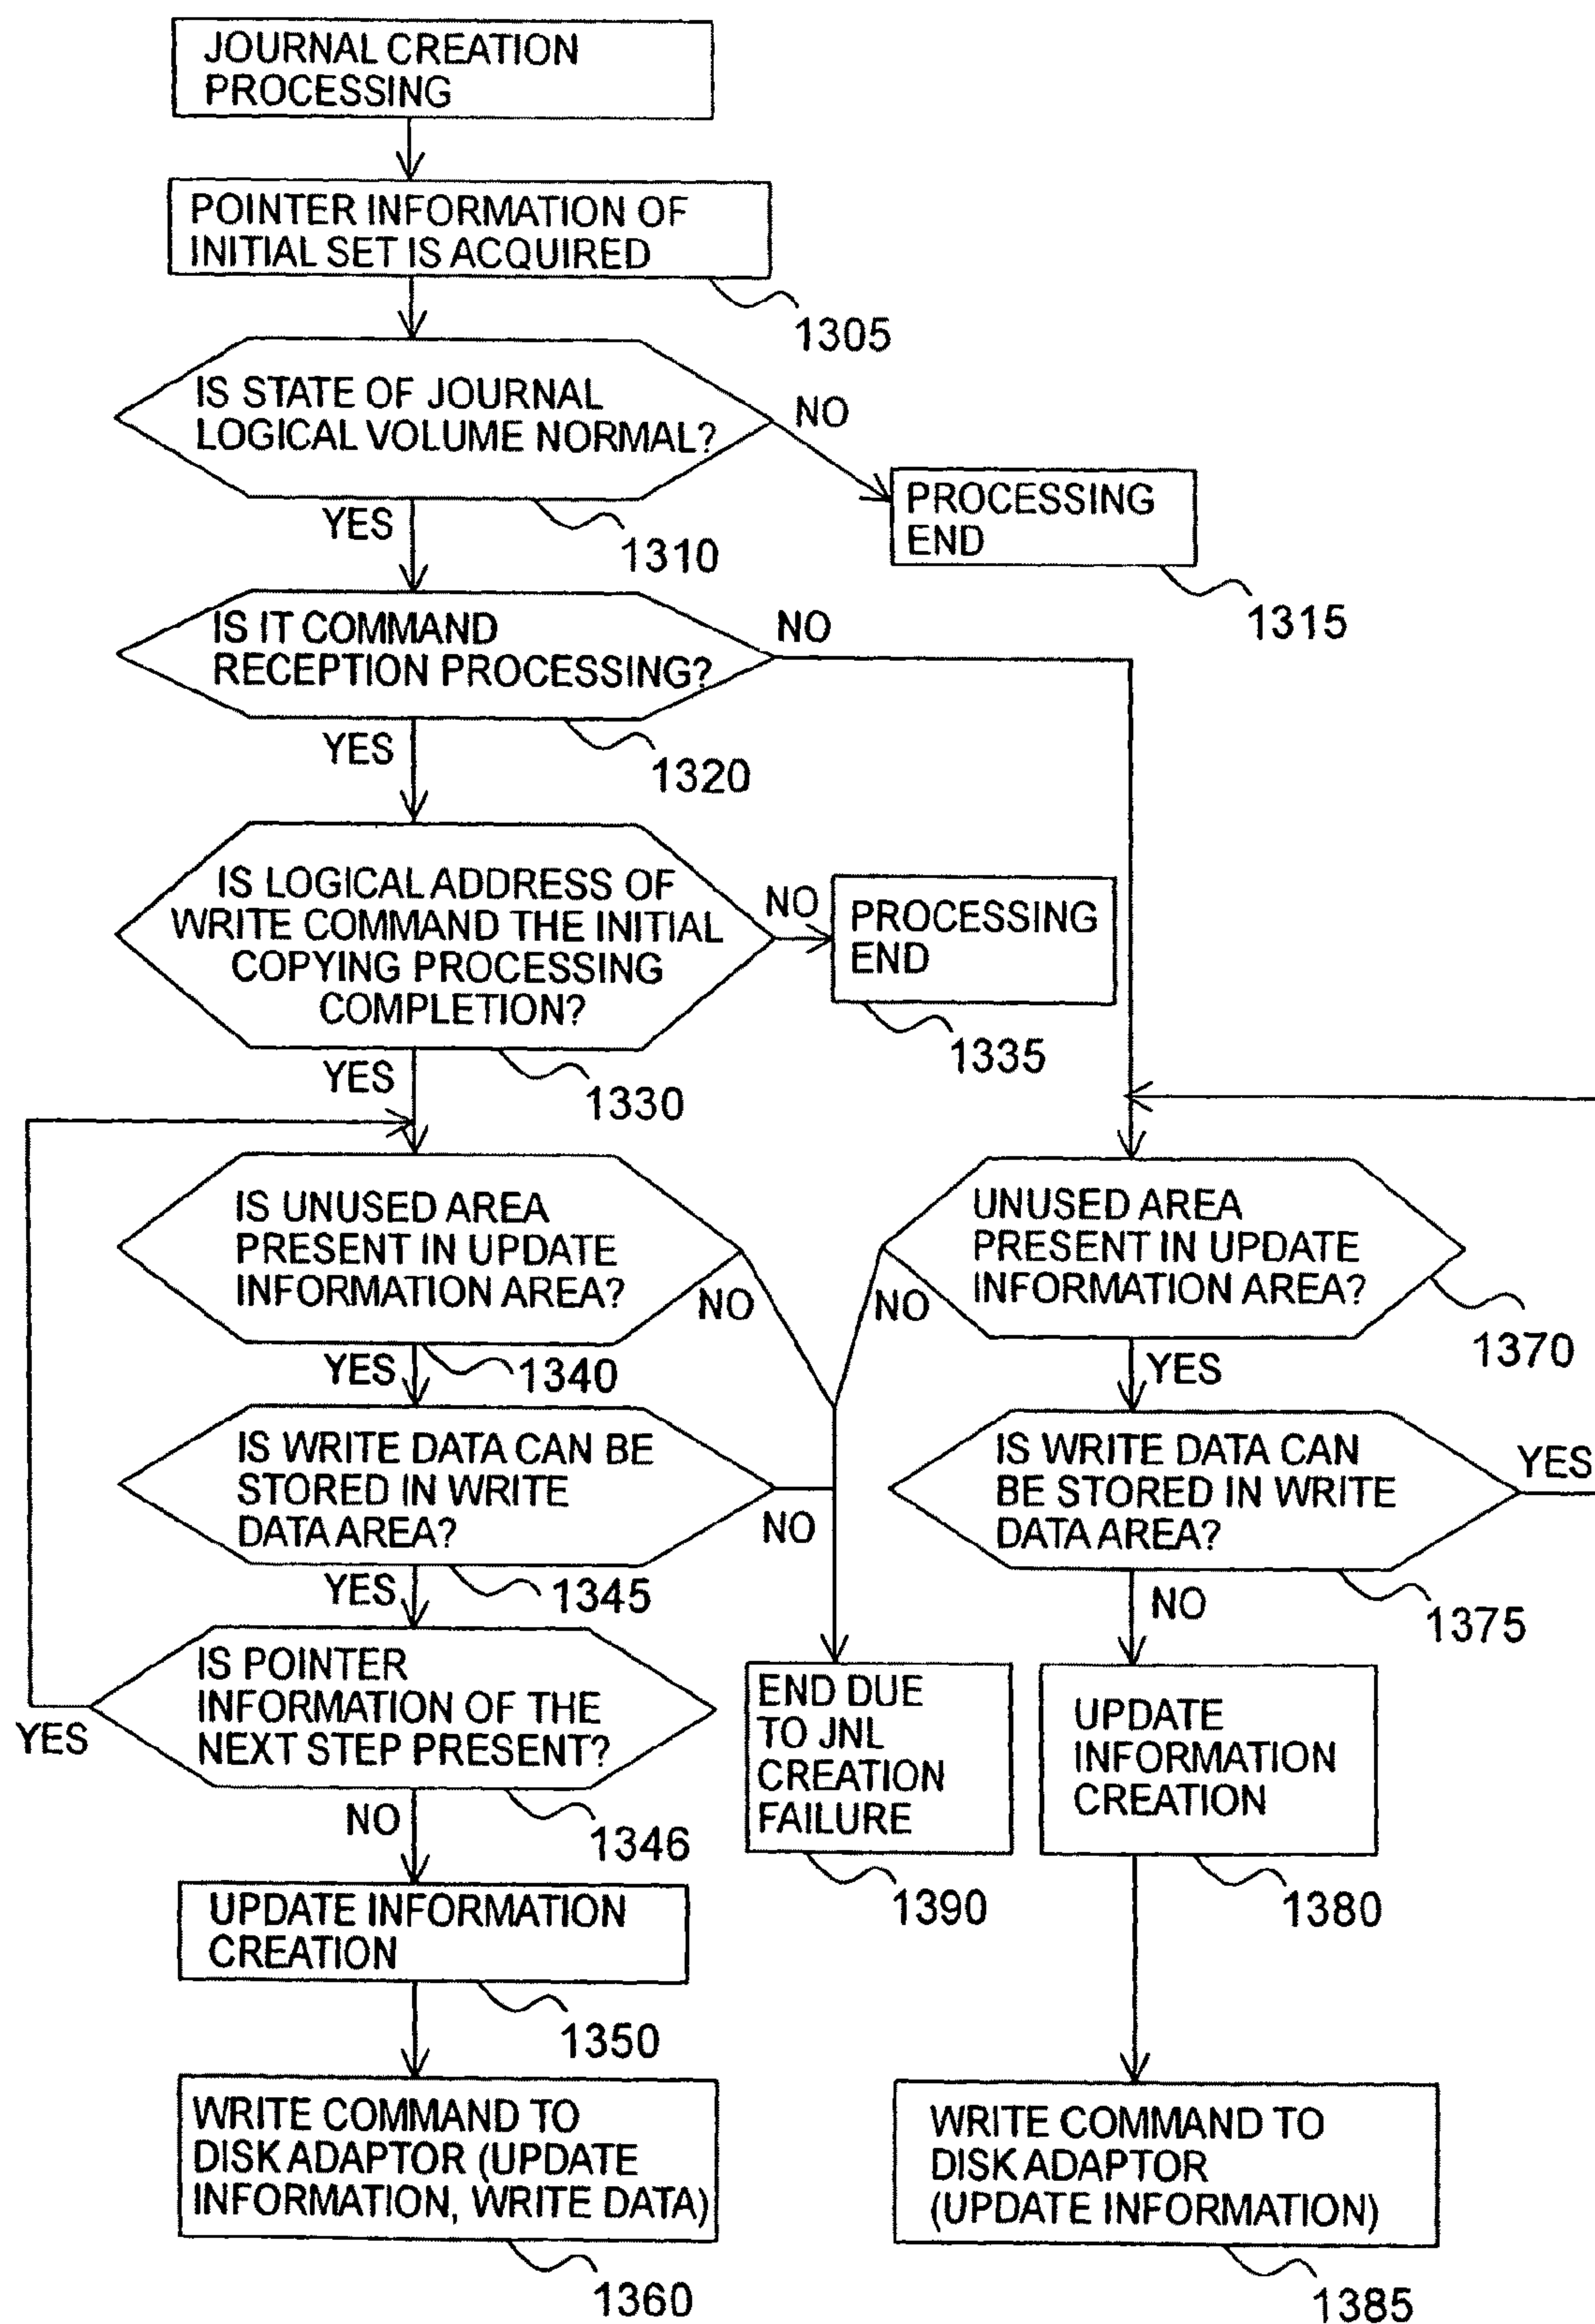 JOURNAL CREATION
PROCESSING
POINTER INFORMATION OF
INITIAL SET IS ACQUIRED
1305
IS STATE OF JOURNAL
LOGICAL VOLUME NORMAL?
NO
PROCESSING
END
YES
1310
1315
IS IT COMMAND
RECEPTION PROCESSING?
NO
YES
1320
IS LOGICAL ADDRESS OF
WRITE COMMAND THE INITIAL
COPYING PROCESSING
COMPLETION?
NO
PROCESSING
END
1335
YES
1330
IS UNUSED AREA
PRESENT IN UPDATE
INFORMATION AREA?
NO
NO
UNUSED AREA
PRESENT IN UPDATE
INFORMATION AREA?
1370
YES
1340
YES
IS WRITE DATA CAN BE
STORED IN WRITE
DATA AREA?
NO
IS WRITE DATA CAN
BE STORED IN WRITE
DATA AREA?
YES
YES
1345
NO
1375
IS POINTER
INFORMATION OF THE
NEXT STEP PRESENT?
YES
NO
1346
END DUE
TO JNL
CREATION
FAILURE
1390
UPDATE
INFORMATION
CREATION
1380
UPDATE INFORMATION
CREATION
1350
WRITE COMMAND TO
DISK ADAPTOR (UPDATE
INFORMATION, WRITE DATA)
1360
WRITE COMMAND TO
DISK ADAPTOR
(UPDATE INFORMATION)
1385